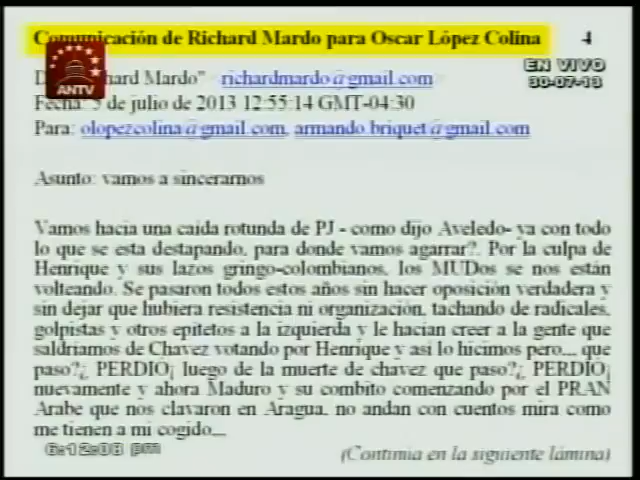 Comunicación de Richard Mardo para Oscar López Colina 4
ANTV
EN VIVO
30-07-13
"Richard Mardo" richardmardo@gmail.com
Fecha: 5 de julio de 2013 12:55:14 GMT-04:30
Para: olopezcolina@gmail.com, armando.briquet@gmail.com
Asunto: vamos a sincerarnos
Vamos hacia una caida rotunda de PJ - como dijo Aveledo- ya con todo
lo que se esta destapando, para donde vamos agarrar?. Por la culpa de
Henrique y sus lazos gringo-colombianos, los MUDos se nos están
volteando. Se pasaron todos estos años sin hacer oposición verdadera y
sin dejar que hubiera resistencia ni organización, tachando de radicales,
golpistas y otros epitetos a la izquierda y le hacian creer a la gente que
saldríamos de Chavez votando por Henrique y asi lo hicimos pero.... que
paso?¿ PERDIO¡ luego de la muerte de chavez que paso?¿ PERDIO¡
nuevamente y ahora Maduro y su combito comenzando por el PRAN
Arabe que nos clavaron en Aragua, no andan con cuentos mira como
me tienen a mi cogido....
6:12:08 pm
(Continua en la siguiente lámina)